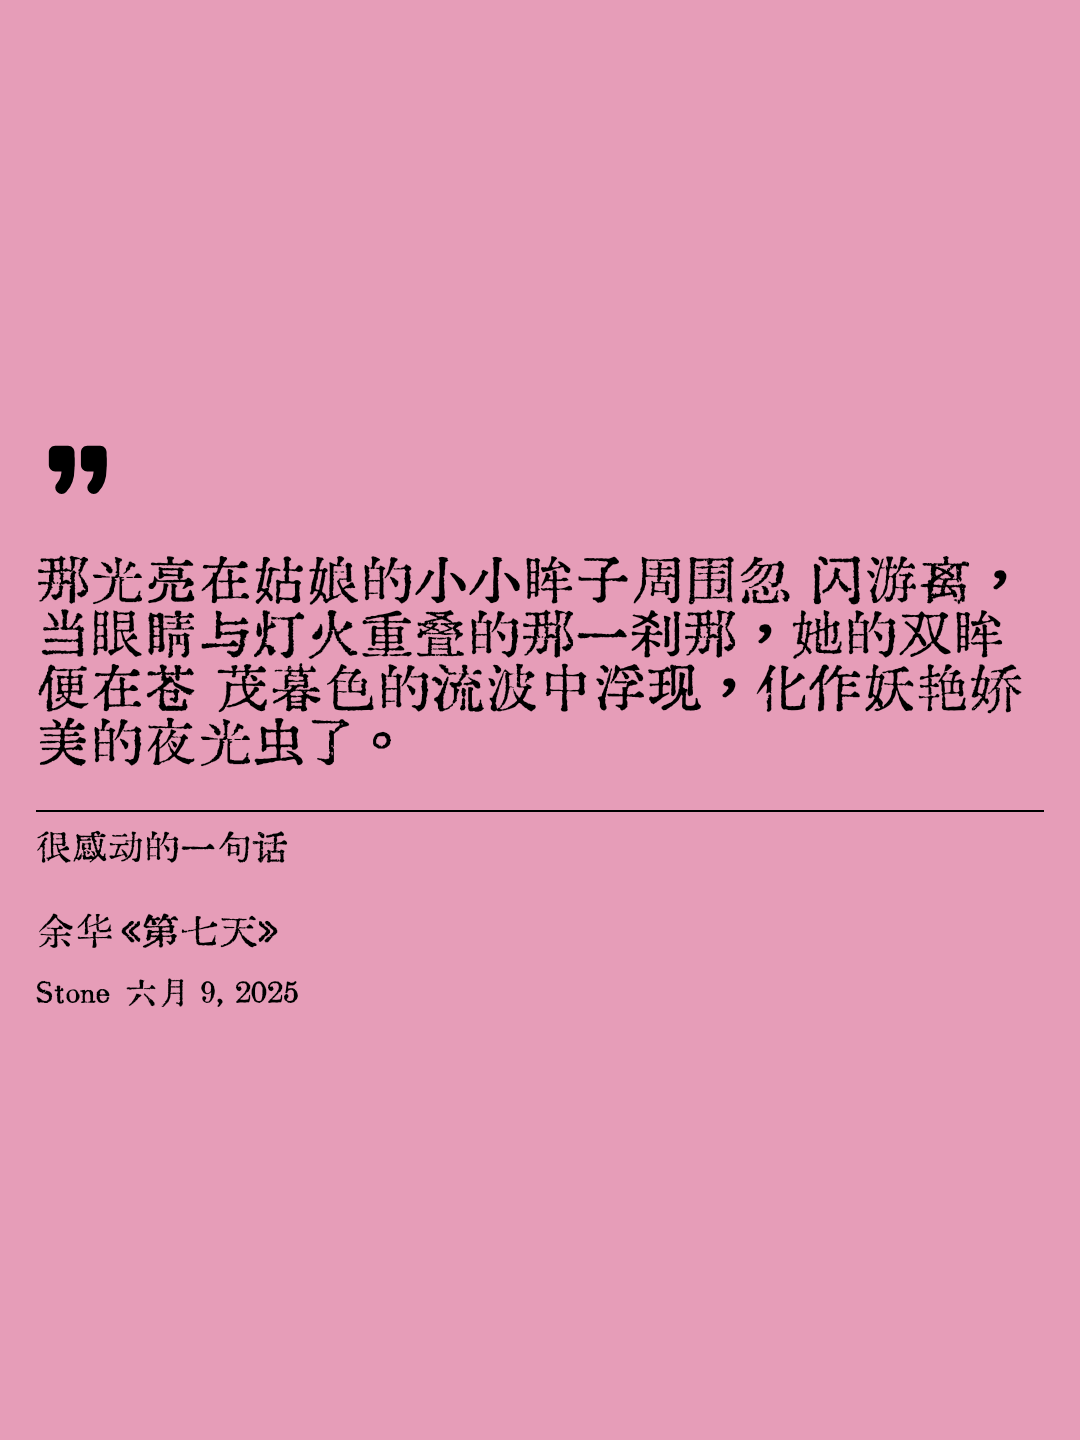 ”
那光亮在姑娘的小小眸子周围忽 闪游离，
当眼睛与灯火重叠的那一刹那，她的双眸
便在苍 茂暮色的流波中浮现，化作妖艳娇
美的夜光虫了。
很感动的一句话
余华《第七天》
Stone 六月 9, 2025